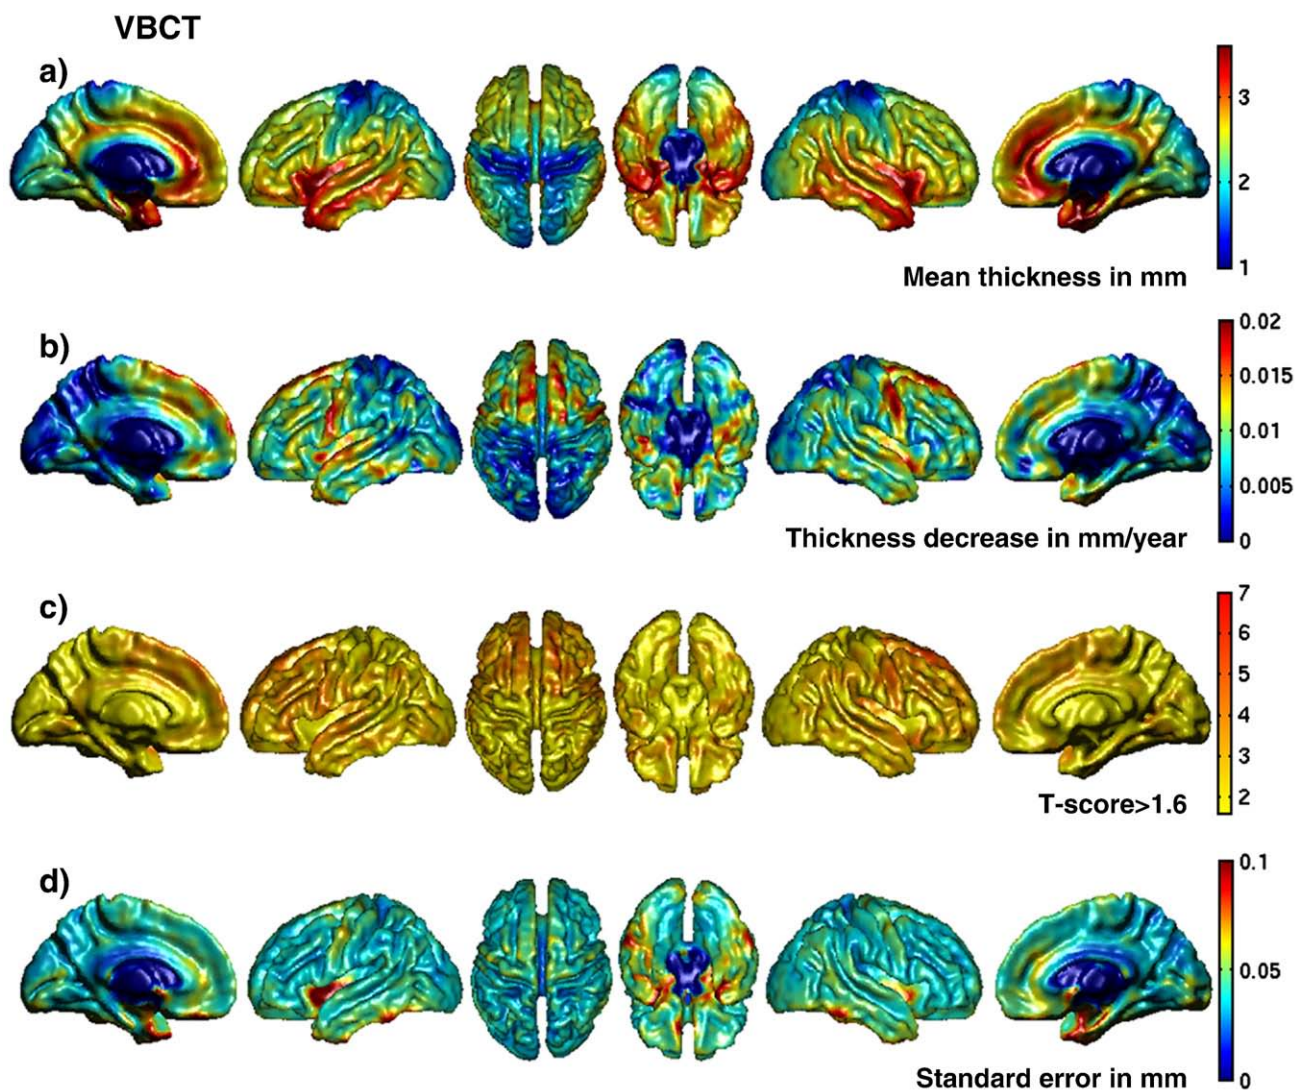 VBCT
a)
3
2
1
Mean thickness in mm
b)
0.02
0.015
0.01
0.005
0
Thickness decrease in mm/year
c)
7
6
5
4
3
2
T-score>1.6
d)
0.1
0.05
0
Standard error in mm